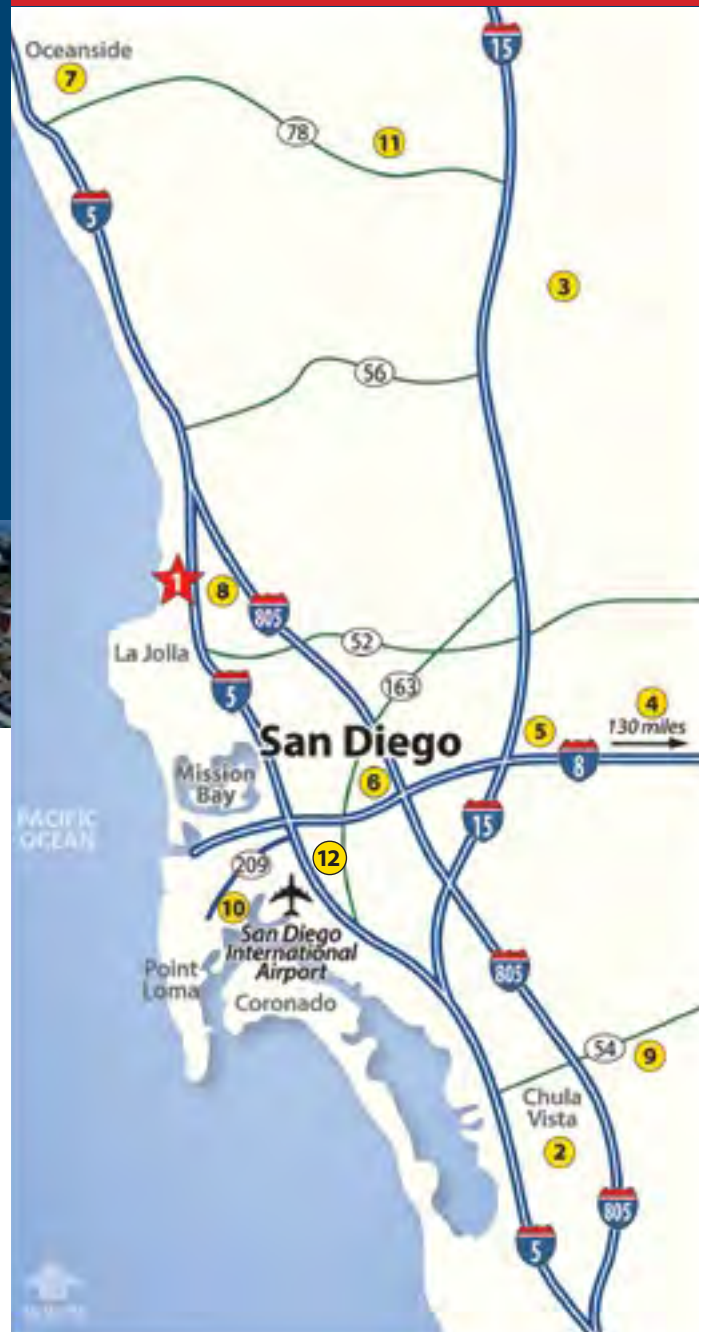 Oceanside
7
15
78
11
5
3
56
1
8
805
52
La Jolla
5
163
4
130 miles
5
San Diego
8
Mission
Bay
6
PACIFIC
OCEAN
15
209
12
10
San Diego
International
Airport
Point
Loma
Coronado
805
54
9
Chula
Vista
2
805
5